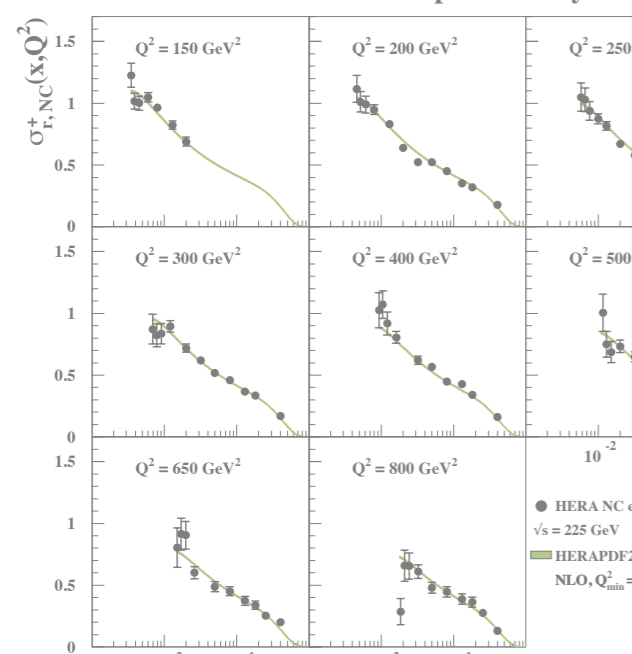 σ⁺r, NC(x,Q²)
Q² = 150 GeV²
Q² = 200 GeV²
Q² = 250
1.5
1
0.5
0
Q² = 300 GeV²
Q² = 400 GeV²
Q² = 500
1.5
1
0.5
0
10⁻²
Q² = 650 GeV²
Q² = 800 GeV²
1.5
1
0.5
0
HERA NC e
√s = 225 GeV
HERAPDF2
NLO, Q²min =